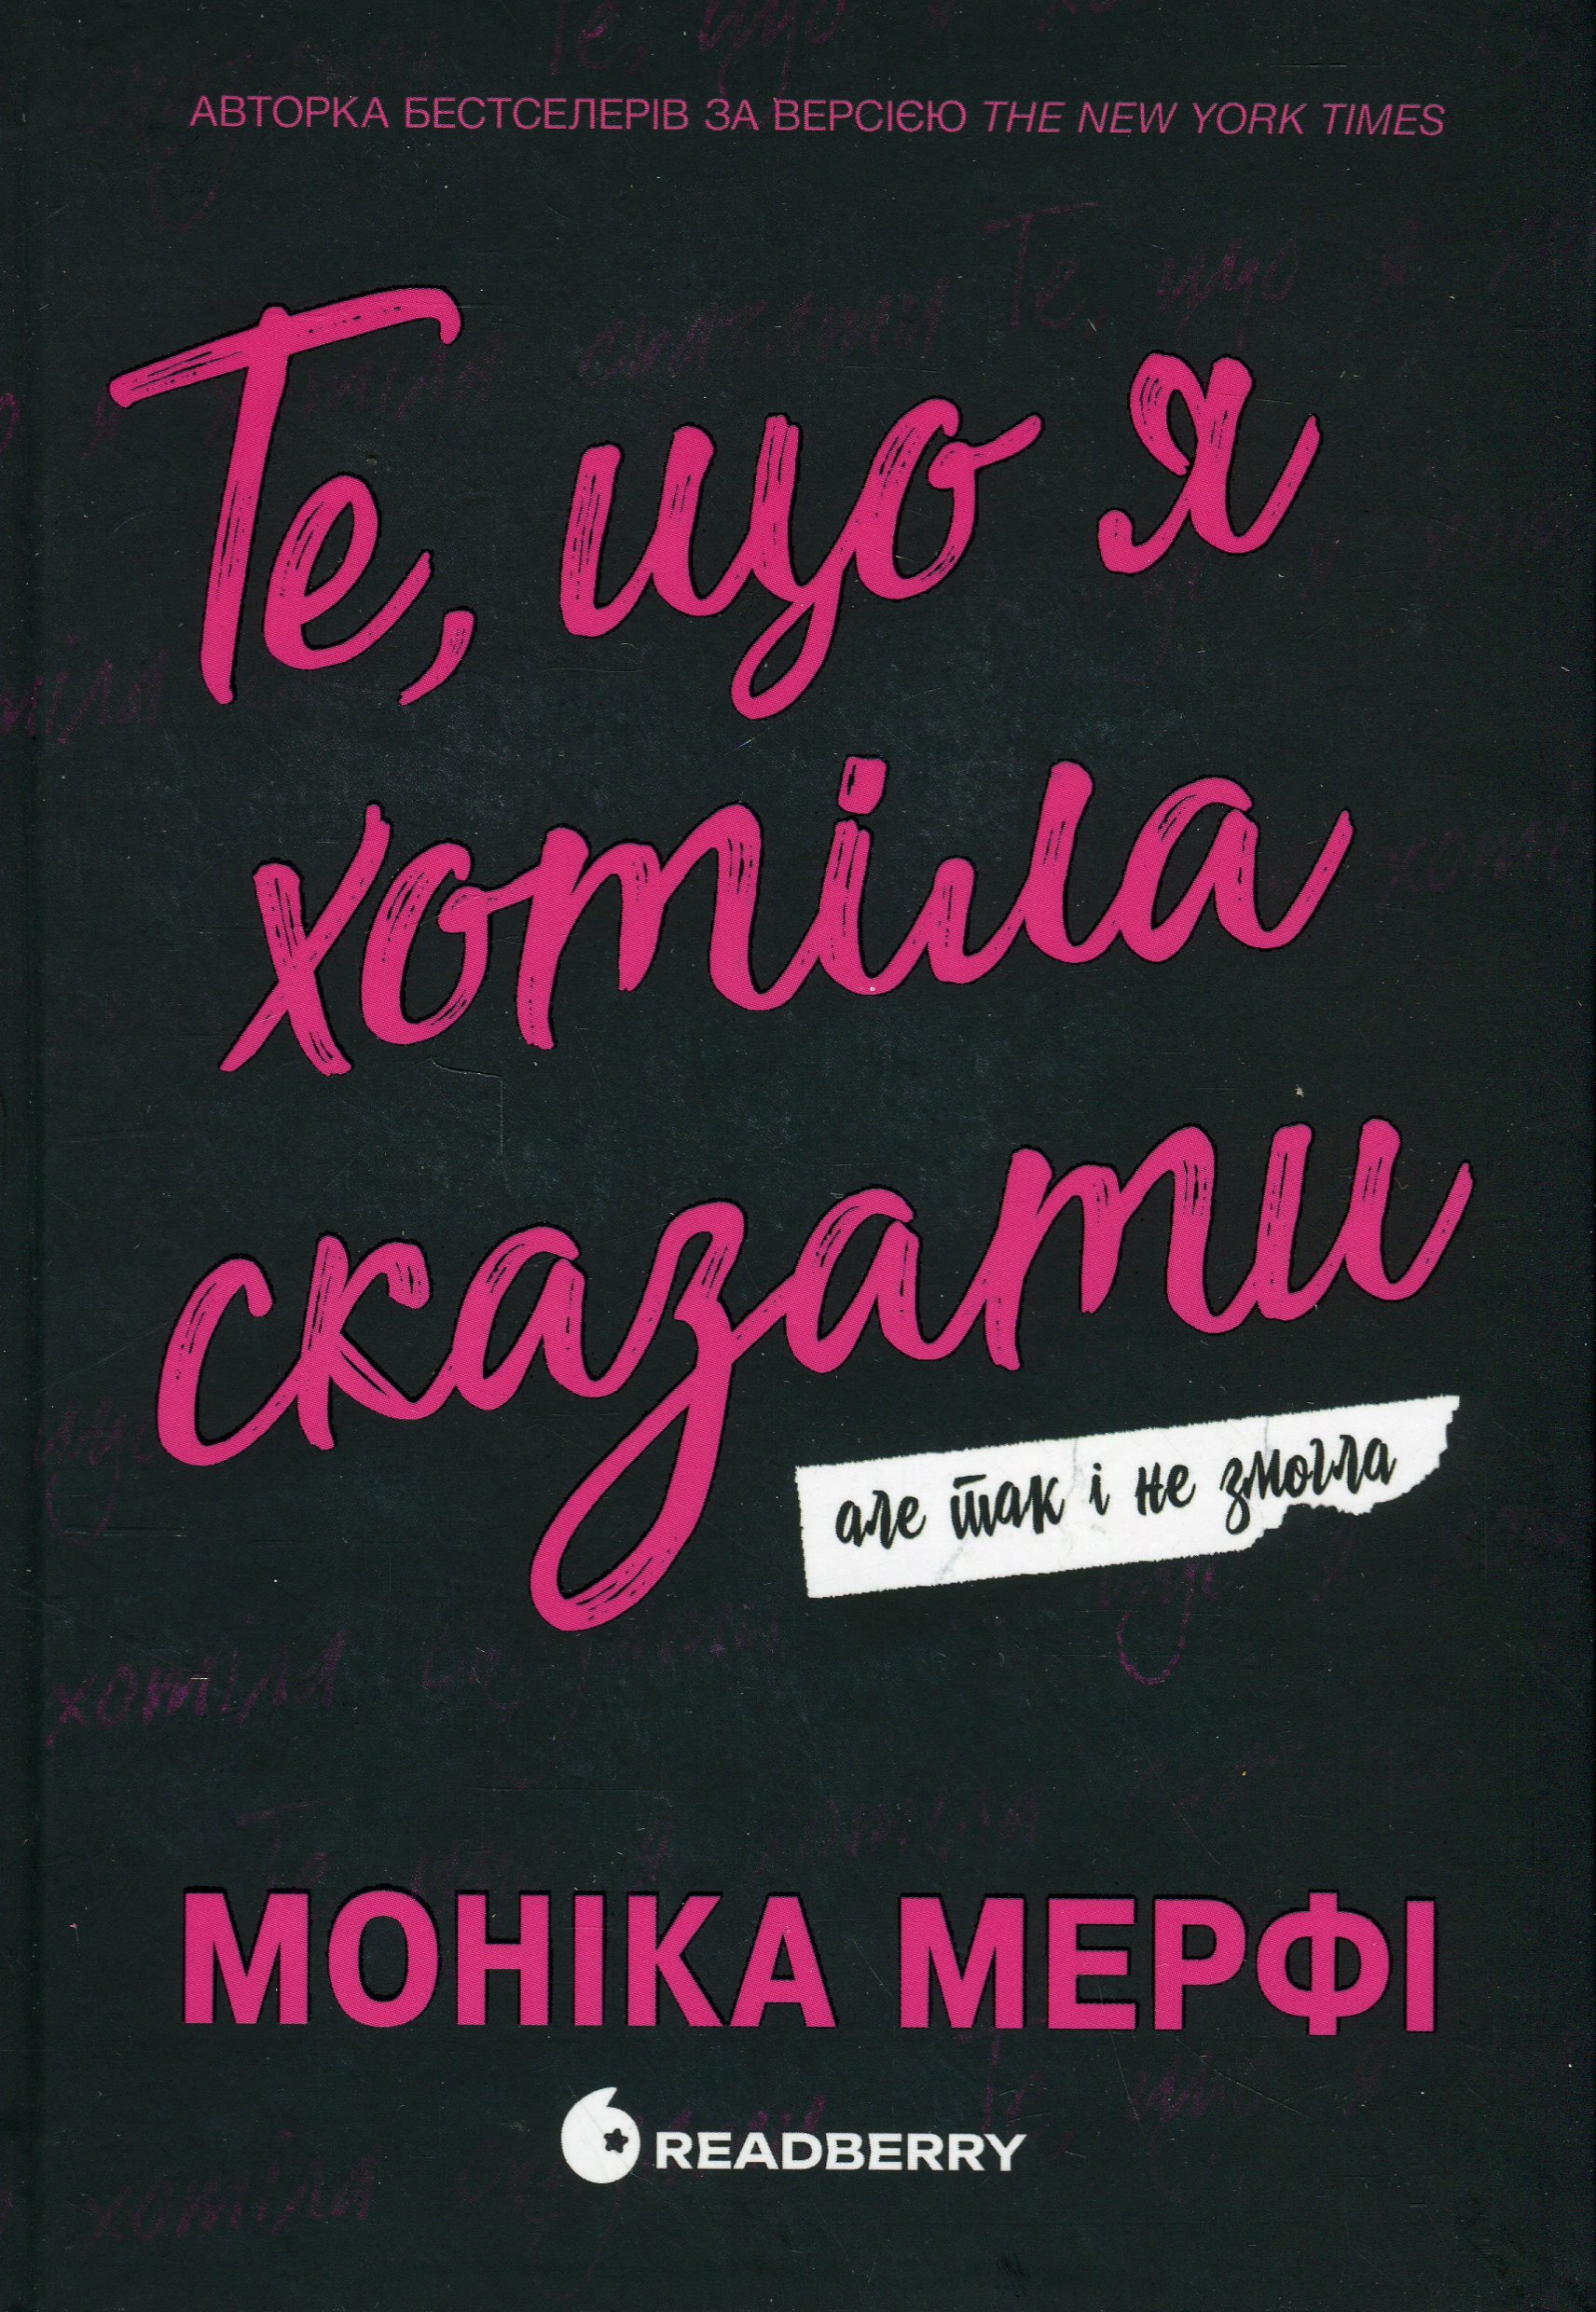 АВТОРКА БЕСТСЕЛЕРІВ ЗА ВЕРСІЄЮ THE NEW YORK TIMES
Те, що я
хотіла
сказати
але так і не змогла
МОНІКА МЕРФІ
READBERRY